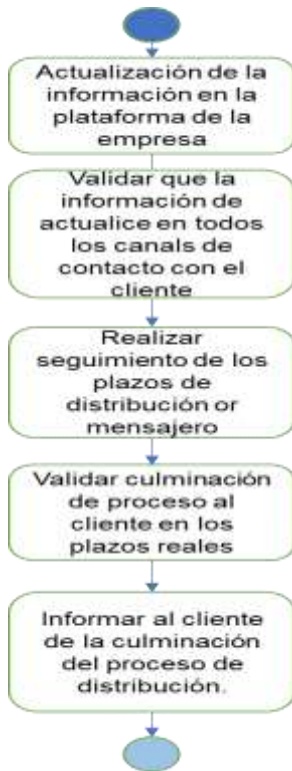 Actualización de la
información en la
plataforma de la
empresa
Validar que la
información de
actualice en todos
los canals de
contacto con el
cliente
Realizar
seguimiento de los
plazos de
distribución or
mensajero
Validar culminación
de proceso al
cliente en los
plazos reales
Informar al cliente
de la culminación
del proceso de
distribución.